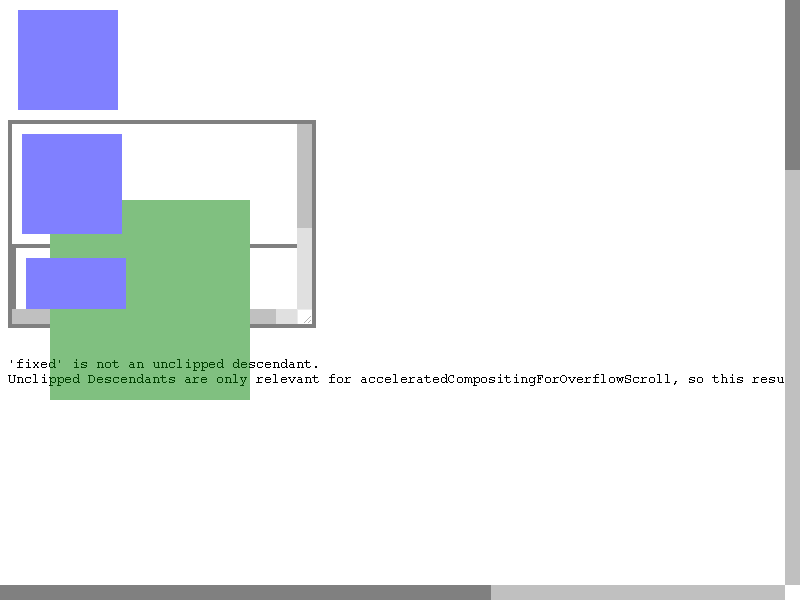 'fixed' is not an unclipped descendant.
Unclipped Descendants are only relevant for acceleratedCompositingForOverflowScroll, so this resu